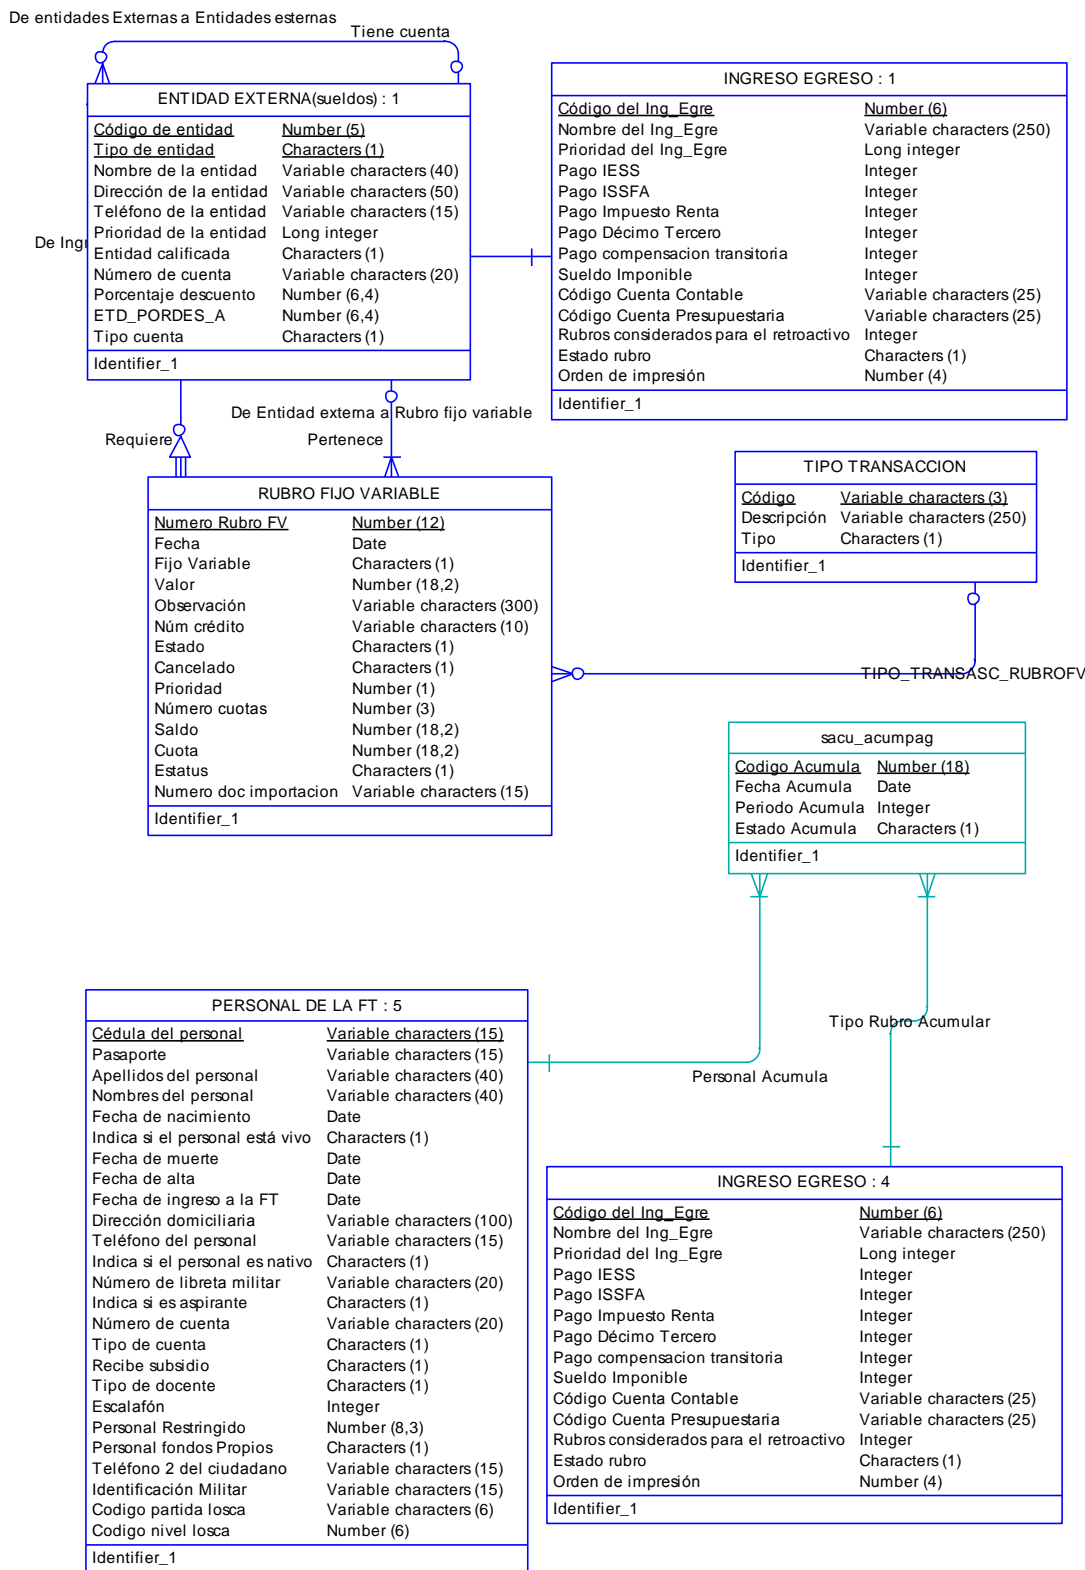 De entidades Externas a Entidades esternas
Tiene cuenta
ENTIDAD EXTERNA(sueldos) : 1
Código de entidad Number (5)
Tipo de entidad Characters (1)
Nombre de la entidad Variable characters (40)
Dirección de la entidad Variable characters (50)
Teléfono de la entidad Variable characters (15)
Prioridad de la entidad Long integer
Entidad calificada Characters (1)
Número de cuenta Variable characters (20)
Porcentaje descuento Number (6,4)
ETD_PORDES_A Number (6,4)
Tipo cuenta Characters (1)
Identifier_1
De Ing
INGRESO EGRESO : 1
Código del Ing_Egre Number (6)
Nombre del Ing_Egre Variable characters (250)
Prioridad del Ing_Egre Long integer
Pago IESS Integer
Pago ISSFA Integer
Pago Impuesto Renta Integer
Pago Décimo Tercero Integer
Pago compensacion transitoria Integer
Sueldo Imponible Integer
Código Cuenta Contable Variable characters (25)
Código Cuenta Presupuestaria Variable characters (25)
Rubros considerados para el retroactivo Integer
Estado rubro Characters (1)
Orden de impresión Number (4)
Identifier_1
De Entidad externa a Rubro fijo variable
Requiere
Pertenece
RUBRO FIJO VARIABLE
Numero Rubro FV Number (12)
Fecha Date
Fijo Variable Characters (1)
Valor Number (18,2)
Observación Variable characters (300)
Núm crédito Variable characters (10)
Estado Characters (1)
Cancelado Characters (1)
Prioridad Number (1)
Número cuotas Number (3)
Saldo Number (18,2)
Cuota Number (18,2)
Estatus Characters (1)
Numero doc importacion Variable characters (15)
Identifier_1
TIPO TRANSACCION
Código Variable characters (3)
Descripción Variable characters (250)
Tipo Characters (1)
Identifier_1
TIPO_TRANSASC_RUBROFV
sacu_acumpag
Codigo Acumula Number (18)
Fecha Acumula Date
Periodo Acumula Integer
Estado Acumula Characters (1)
Identifier_1
Tipo Rubro Acumular
Personal Acumula
PERSONAL DE LA FT : 5
Cédula del personal Variable characters (15)
Pasaporte Variable characters (15)
Apellidos del personal Variable characters (40)
Nombres del personal Variable characters (40)
Fecha de nacimiento Date
Indica si el personal está vivo Characters (1)
Fecha de muerte Date
Fecha de alta Date
Fecha de ingreso a la FT Date
Dirección domiciliaria Variable characters (100)
Teléfono del personal Variable characters (15)
Indica si el personal es nativo Characters (1)
Número de libreta militar Variable characters (20)
Indica si es aspirante Characters (1)
Número de cuenta Variable characters (20)
Tipo de cuenta Characters (1)
Recibe subsidio Characters (1)
Tipo de docente Characters (1)
Escalafón Integer
Personal Restringido Number (8,3)
Personal fondos Propios Characters (1)
Teléfono 2 del ciudadano Variable characters (15)
Identificación Militar Variable characters (15)
Codigo partida losca Variable characters (6)
Codigo nivel losca Number (6)
Identifier_1
INGRESO EGRESO : 4
Código del Ing_Egre Number (6)
Nombre del Ing_Egre Variable characters (250)
Prioridad del Ing_Egre Long integer
Pago IESS Integer
Pago ISSFA Integer
Pago Impuesto Renta Integer
Pago Décimo Tercero Integer
Pago compensacion transitoria Integer
Sueldo Imponible Integer
Código Cuenta Contable Variable characters (25)
Código Cuenta Presupuestaria Variable characters (25)
Rubros considerados para el retroactivo Integer
Estado rubro Characters (1)
Orden de impresión Number (4)
Identifier_1